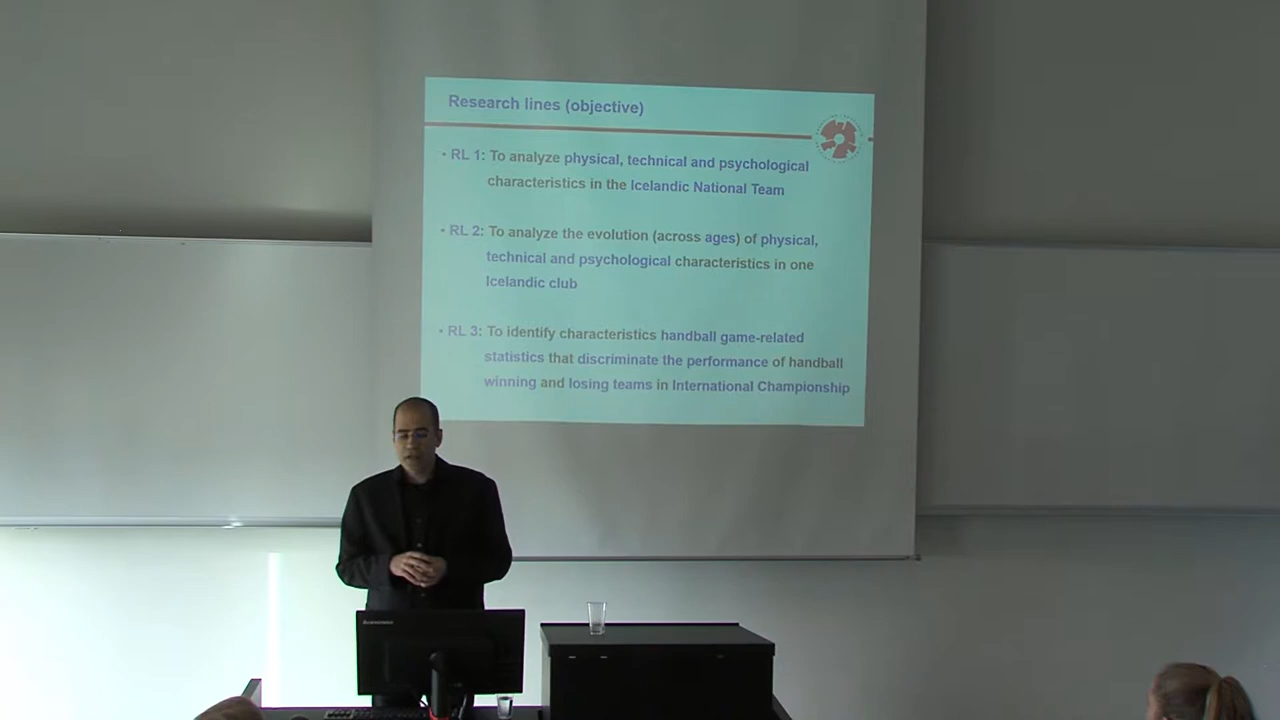 Research lines (objective)
• RL 1: To analyze physical, technical and psychological
characteristics in the Icelandic National Team
• RL 2: To analyze the evolution (across ages) of physical,
technical and psychological characteristics in one
Icelandic club
• RL 3: To identify characteristics handball game-related
statistics that discriminate the performance of handball
winning and losing teams in International Championship